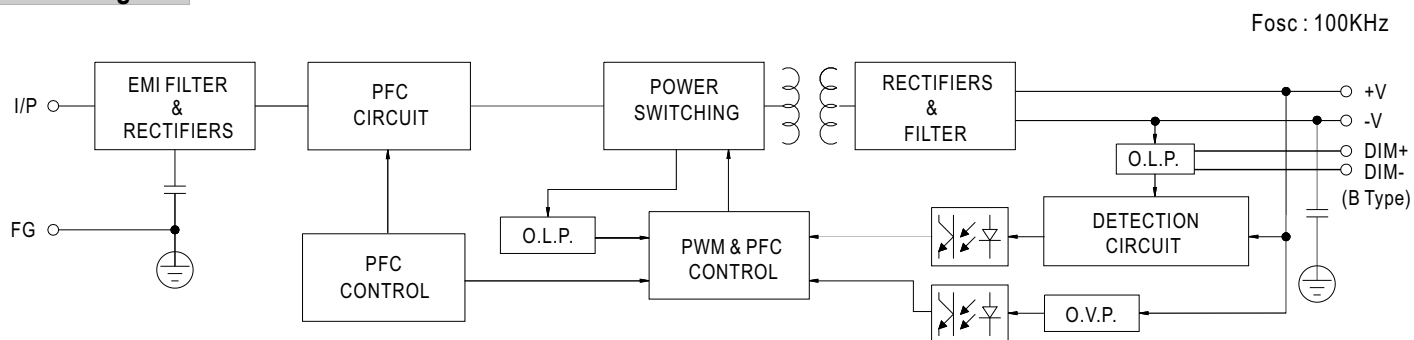 Fosc : 100KHz
I/P
EMI FILTER
&
RECTIFIERS
PFC
CIRCUIT
POWER
SWITCHING
RECTIFIERS
&
FILTER
+V
-V
DIM+
DIM-
(B Type)
O.L.P.
FG
O.L.P.
PFC
CONTROL
PWM & PFC
CONTROL
DETECTION
CIRCUIT
O.V.P.